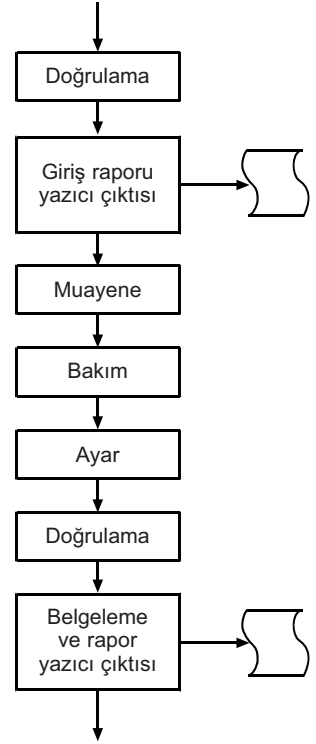 Doğrulama
Giriş raporu
yazıcı çıktısı
Muayene
Bakım
Ayar
Doğrulama
Belgeleme
ve rapor
yazıcı çıktısı